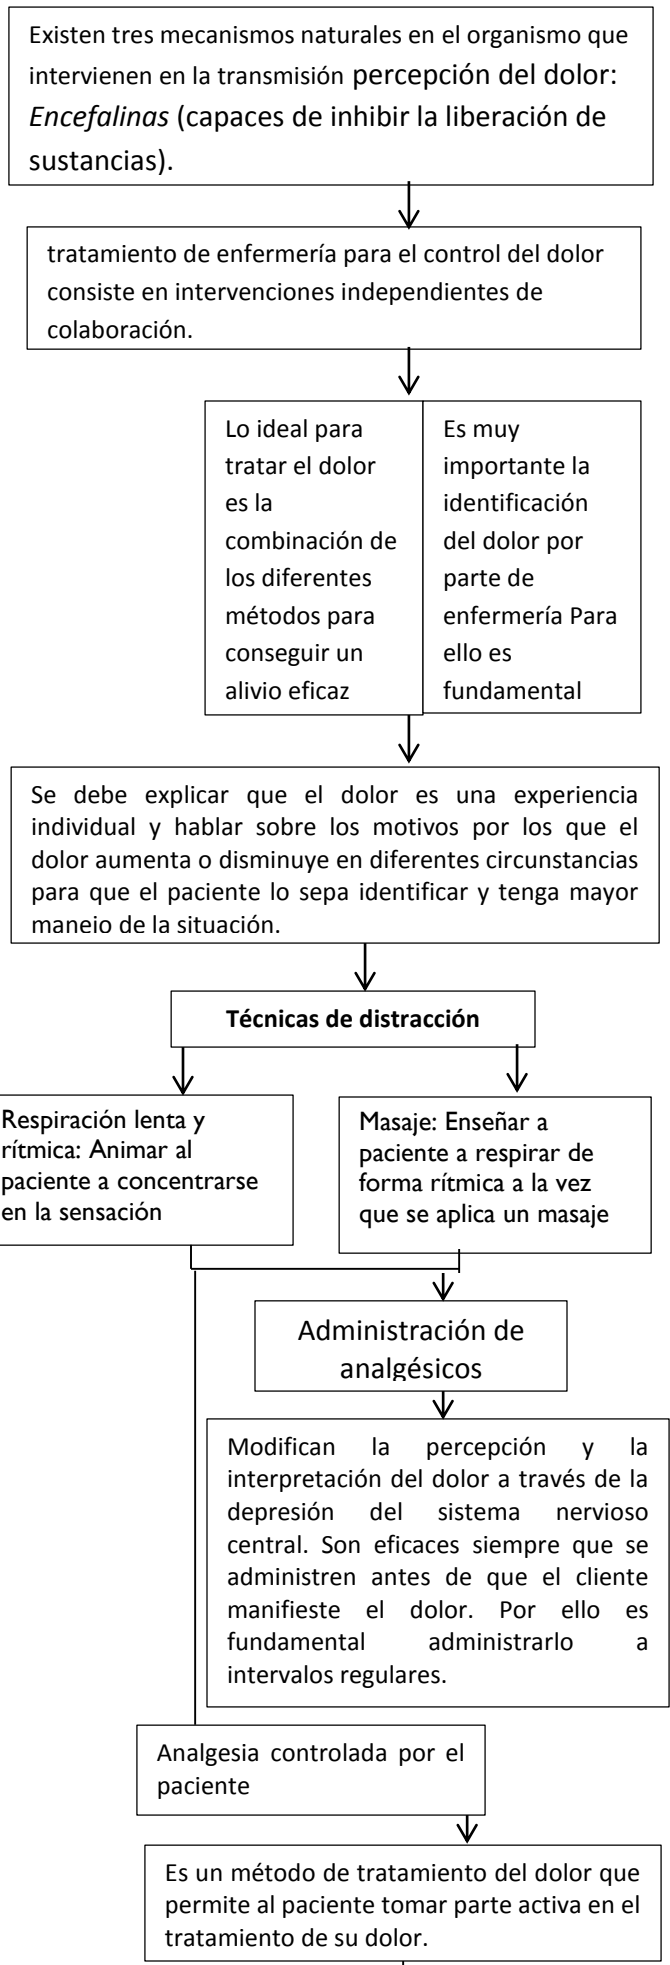 Existen tres mecanismos naturales en el organismo que
intervienen en la transmisión percepción del dolor:
Encefalinas (capaces de inhibir la liberación de
sustancias).
tratamiento de enfermería para el control del dolor
consiste en intervenciones independientes de
colaboración.
Lo ideal para
tratar el dolor
es la
combinación de
los diferentes
métodos para
conseguir un
alivio eficaz
Es muy
importante la
identificación
del dolor por
parte de
enfermería Para
ello es
fundamental
Se debe explicar que el dolor es una experiencia
individual y hablar sobre los motivos por los que el
dolor aumenta o disminuye en diferentes circunstancias
para que el paciente lo sepa identificar y tenga mayor
manejo de la situación.
Técnicas de distracción
Respiración lenta y
rítmica: Animar al
paciente a concentrarse
en la sensación
Masaje: Enseñar a
paciente a respirar de
forma rítmica a la vez
que se aplica un masaje
Administración de
analgésicos
Modifican la percepción y la
interpretación del dolor a través de la
depresión del sistema nervioso
central. Son eficaces siempre que se
administren antes de que el cliente
manifieste el dolor. Por ello es
fundamental administrarlo a
intervalos regulares.
Analgesia controlada por el
paciente
Es un método de tratamiento del dolor que
permite al paciente tomar parte activa en el
tratamiento de su dolor.